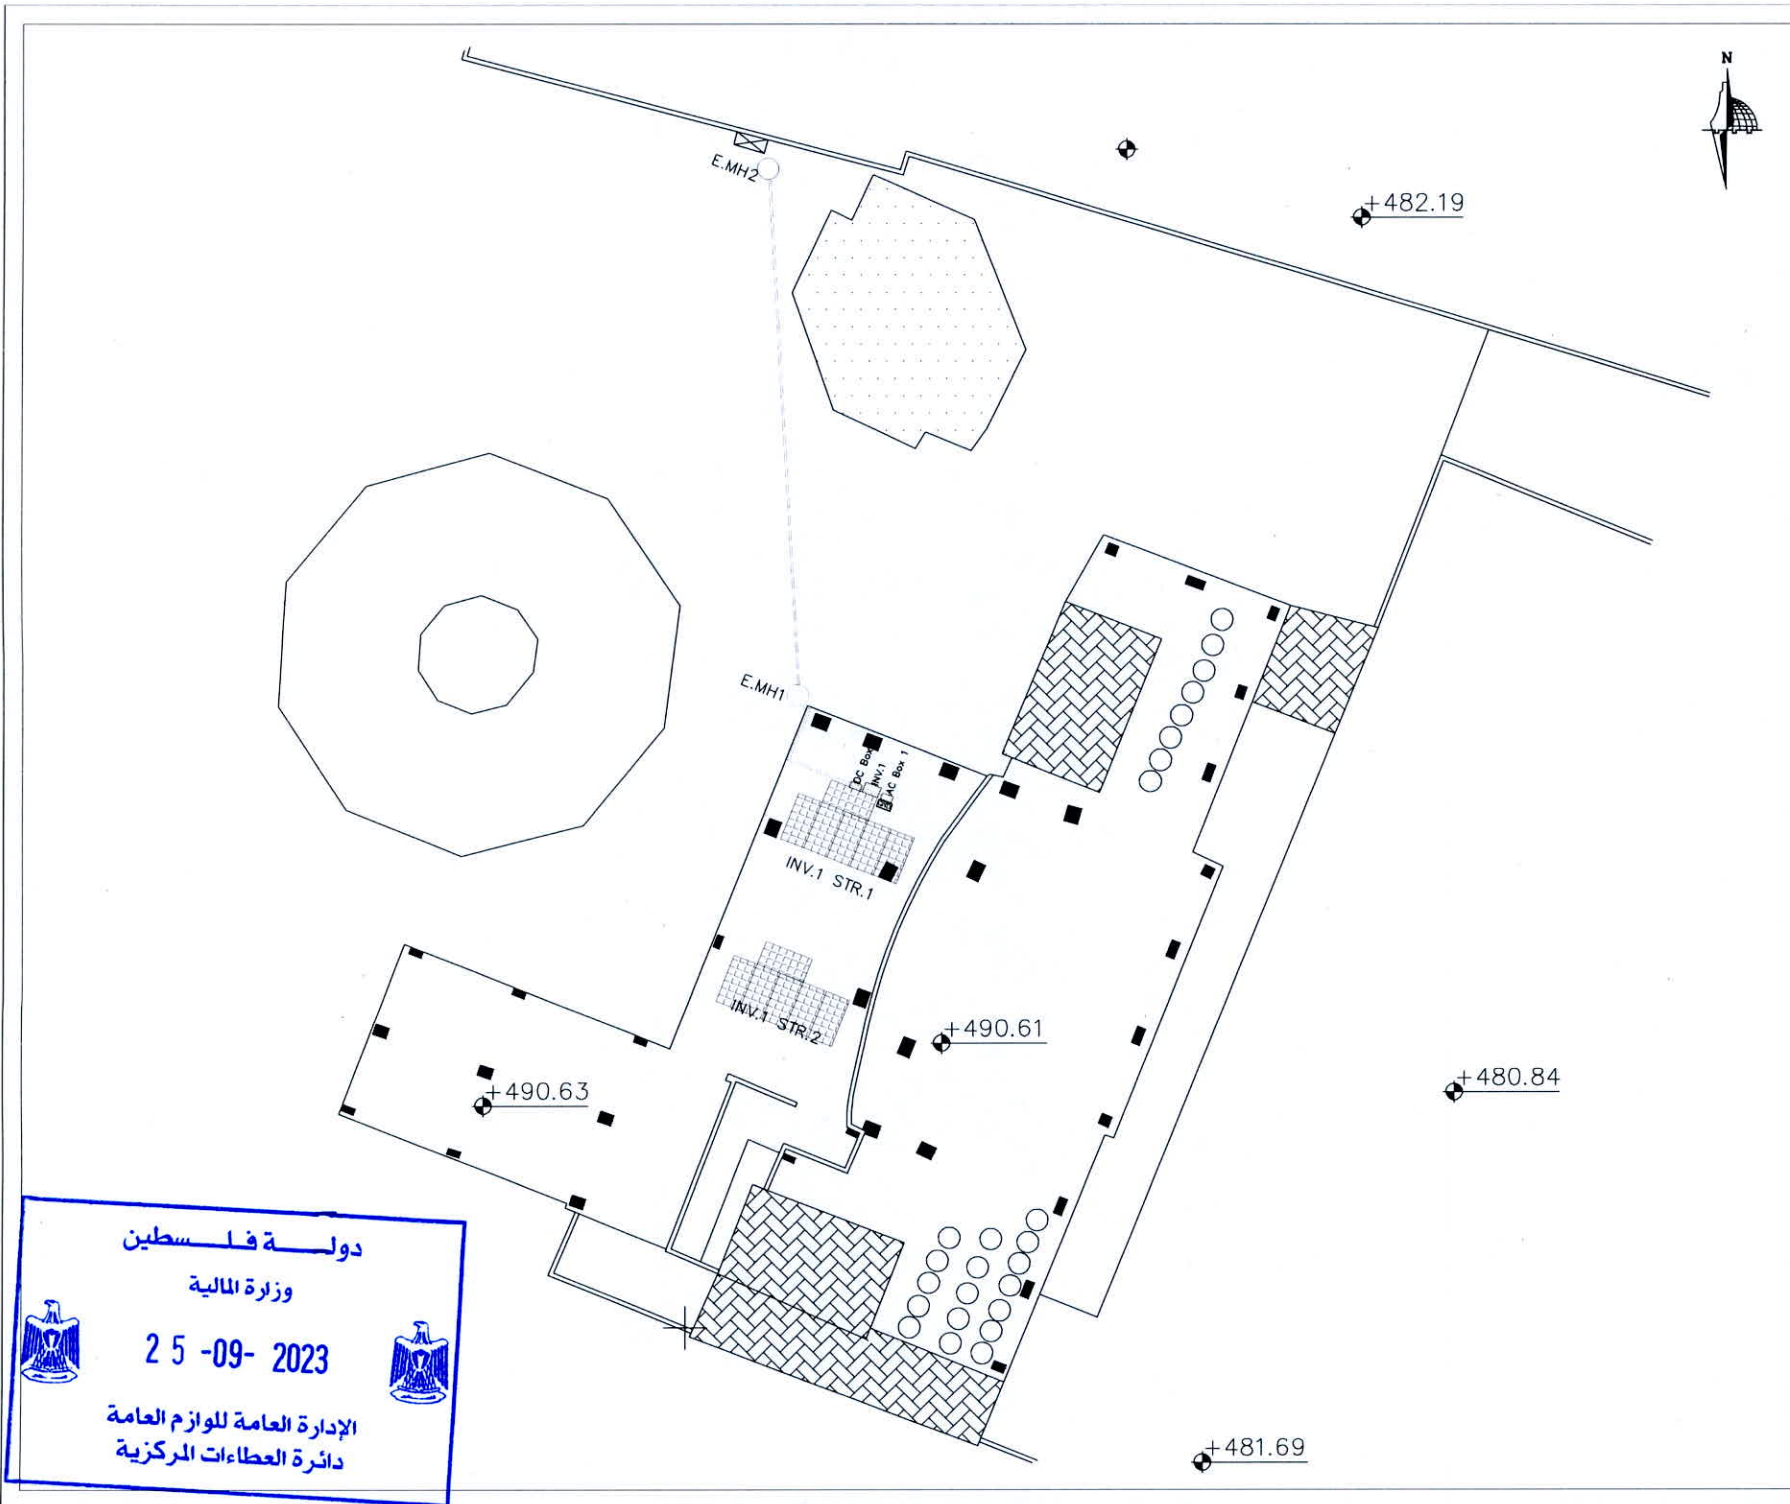 N
E.MH2
+482.19
E.MH1
DC Box
INV.1
AC Box 1
INV.1 STR.1
INV.1 STR.2
+490.61
+490.63
+480.84
دولـــــة فـلــــسطين
وزارة المالية
25 -09- 2023
الإدارة العامة للوازم العامة
دائرة العطاءات المركزية
+481.69